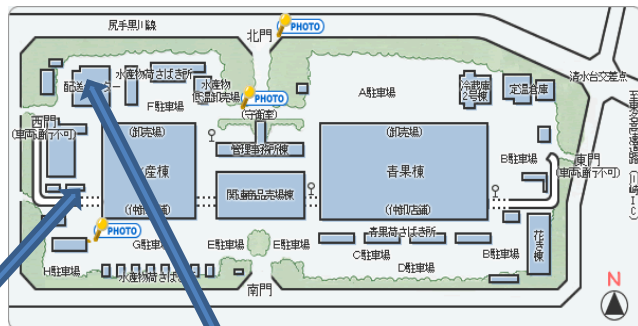 尻手黒川線
北門
PHOTO
清水台交差点
水産物荷さばき所
水産物
低温卸売場
配送
F駐車場
PHOTO
(守衛室)
A駐車場
冷蔵庫
2号棟
定温倉庫
西門
(車両通行不可)
(卸売場)
産棟
(仲卸店舗)
管理事務所棟
関連商品売場棟
(卸売場)
青果棟
(仲卸店舗)
B駐車場
東門
(車両通行不可)
PHOTO
G駐車場
E駐車場
E駐車場
青果荷さばき所
C駐車場
D駐車場
B駐車場
花き棟
H駐車場
水産物荷さばき
南門
N